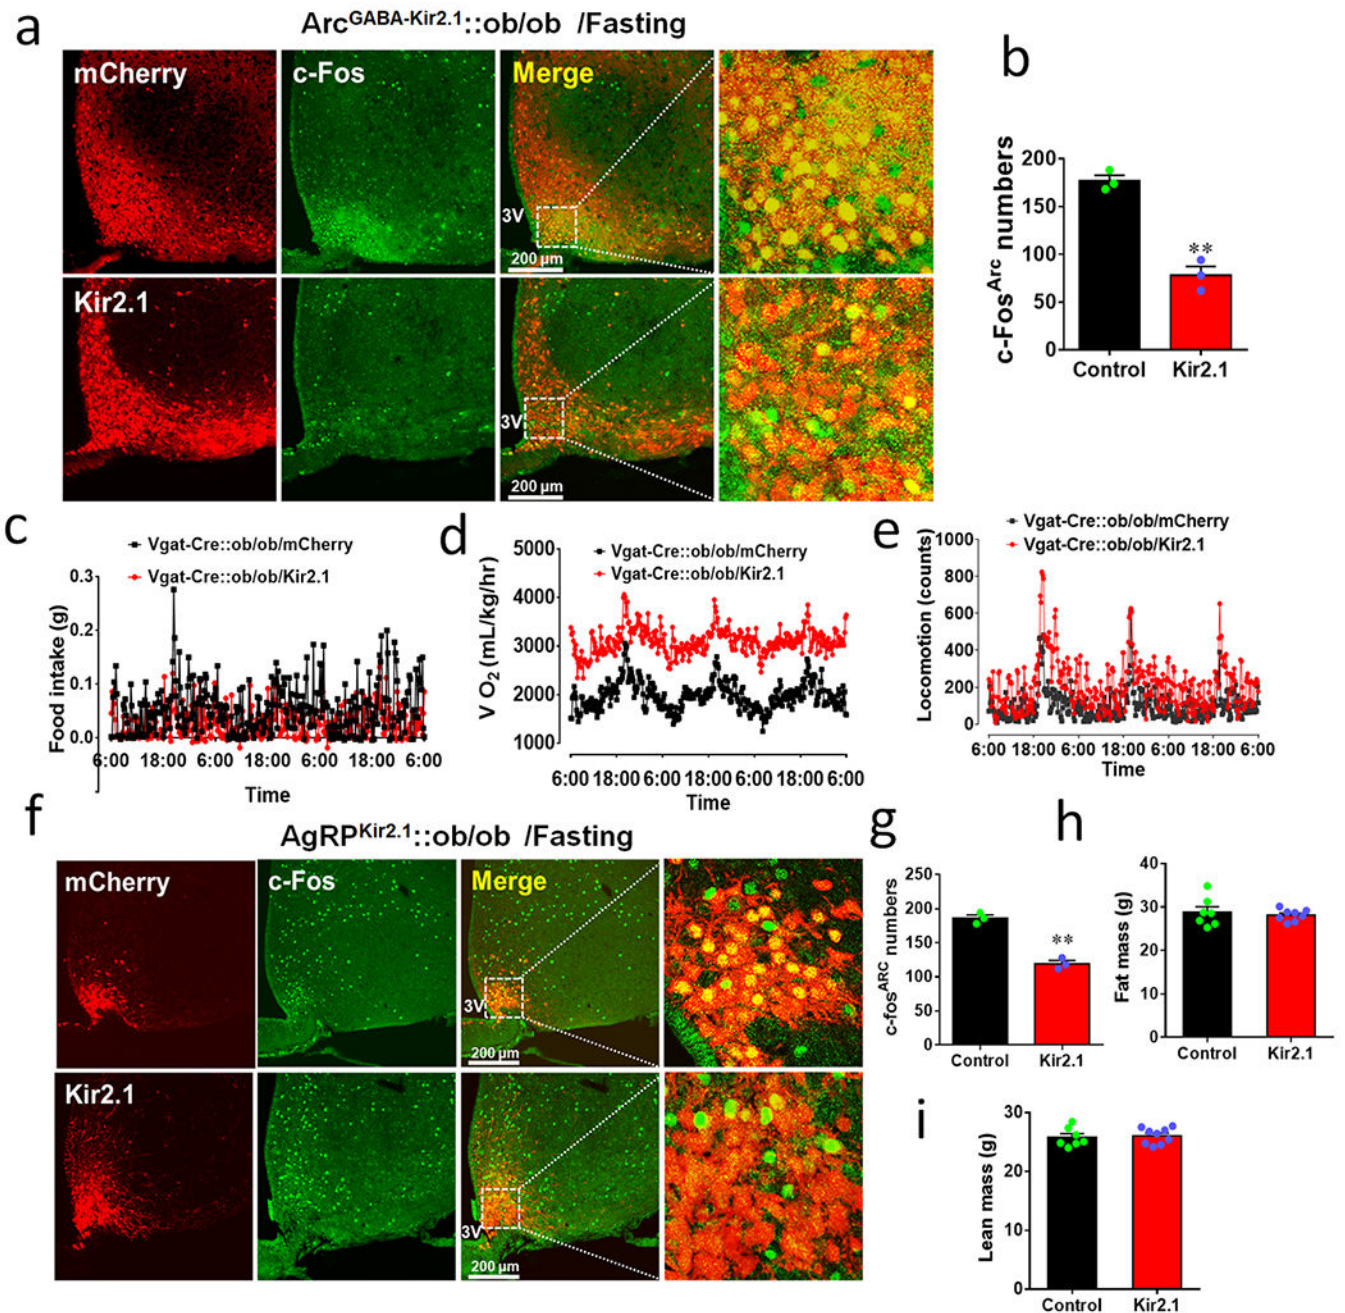 a
Arc^GABA-Kir2.1::ob/ob /Fasting
mCherry
c-Fos
Merge
3V
200 µm
Kir2.1
3V
200 µm
b
c-Fos^Arc numbers
200
150
100
50
0
**
Control Kir2.1
c
Vgat-Cre::ob/ob/mCherry
Vgat-Cre::ob/ob/Kir2.1
Food intake (g)
0.3
0.2
0.1
0.0
6:00 18:00 6:00 18:00 6:00 18:00 6:00
Time
d
Vgat-Cre::ob/ob/mCherry
Vgat-Cre::ob/ob/Kir2.1
V O₂ (mL/kg/hr)
5000
4000
3000
2000
1000
6:00 18:00 6:00 18:00 6:00 18:00 6:00
Time
e
Vgat-Cre::ob/ob/mCherry
Vgat-Cre::ob/ob/Kir2.1
Locomotion (counts)
1000
800
600
400
200
0
6:00 18:00 6:00 18:00 6:00 18:00 6:00
Time
f
AgRP^Kir2.1::ob/ob /Fasting
mCherry
c-Fos
Merge
3V
200 µm
Kir2.1
3V
200 µm
g
c-fos^ARC numbers
250
200
150
100
50
0
**
Control Kir2.1
h
Fat mass (g)
40
30
20
10
0
Control Kir2.1
i
Lean mass (g)
30
20
10
0
Control Kir2.1